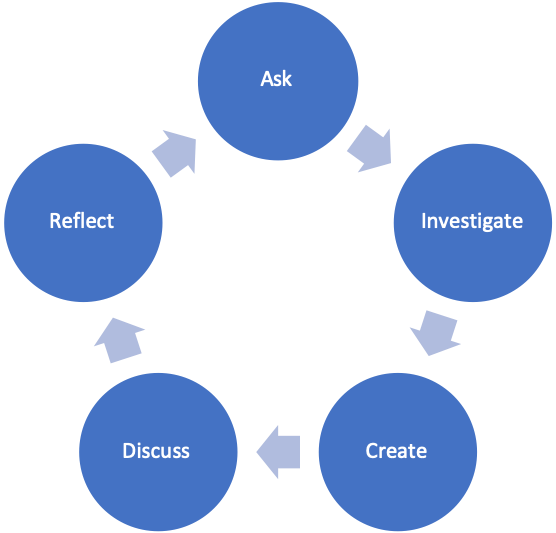 Ask
Investigate
Create
Discuss
Reflect